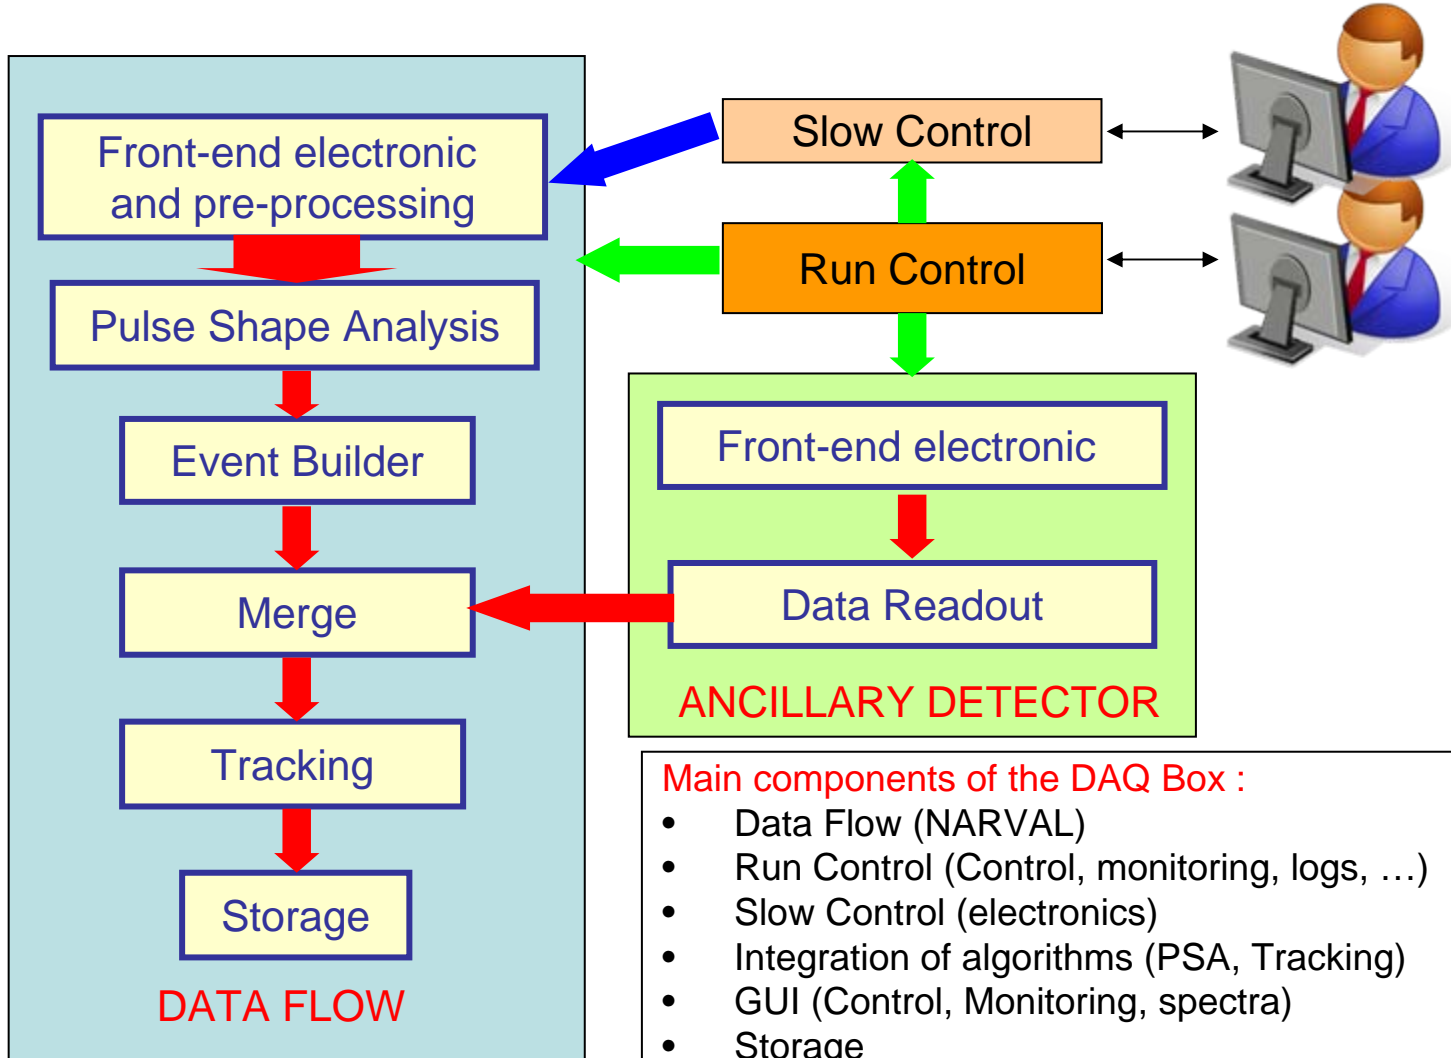 Front-end electronic
and pre-processing
Pulse Shape Analysis
Event Builder
Merge
Tracking
Storage
DATA FLOW
Slow Control
Run Control
Front-end electronic
Data Readout
ANCILLARY DETECTOR
Main components of the DAQ Box :
• Data Flow (NARVAL)
• Run Control (Control, monitoring, logs, …)
• Slow Control (electronics)
• Integration of algorithms (PSA, Tracking)
• GUI (Control, Monitoring, spectra)
• Storage